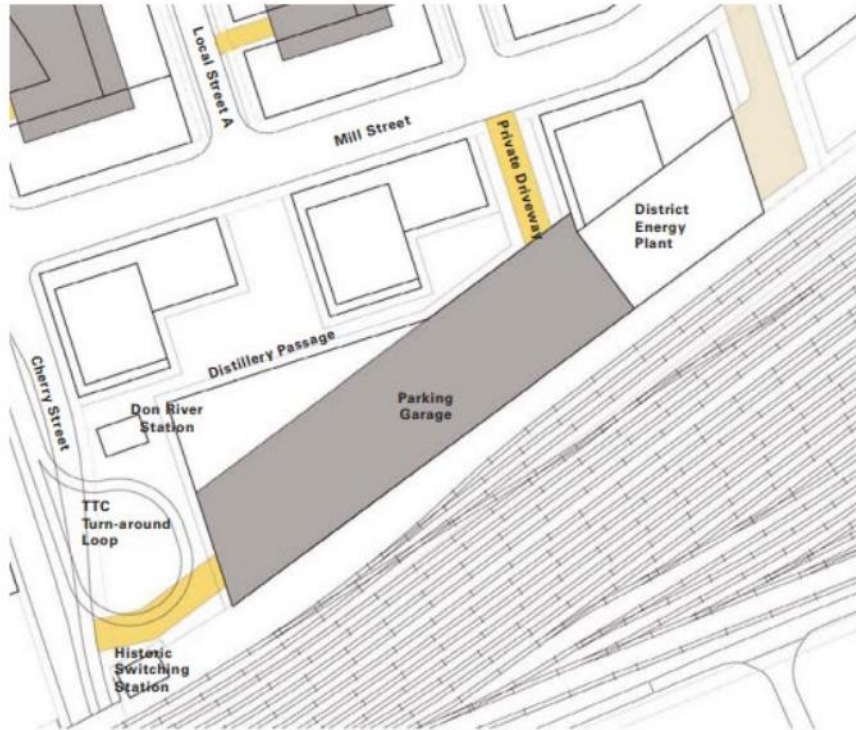 Local Street A
Mill Street
Private Driveway
District
Energy
Plant
Distillery Passage
Cherry Street
Parking
Garage
Don River
Station
TTC
Turn-around
Loop
Historic
Switching
Station